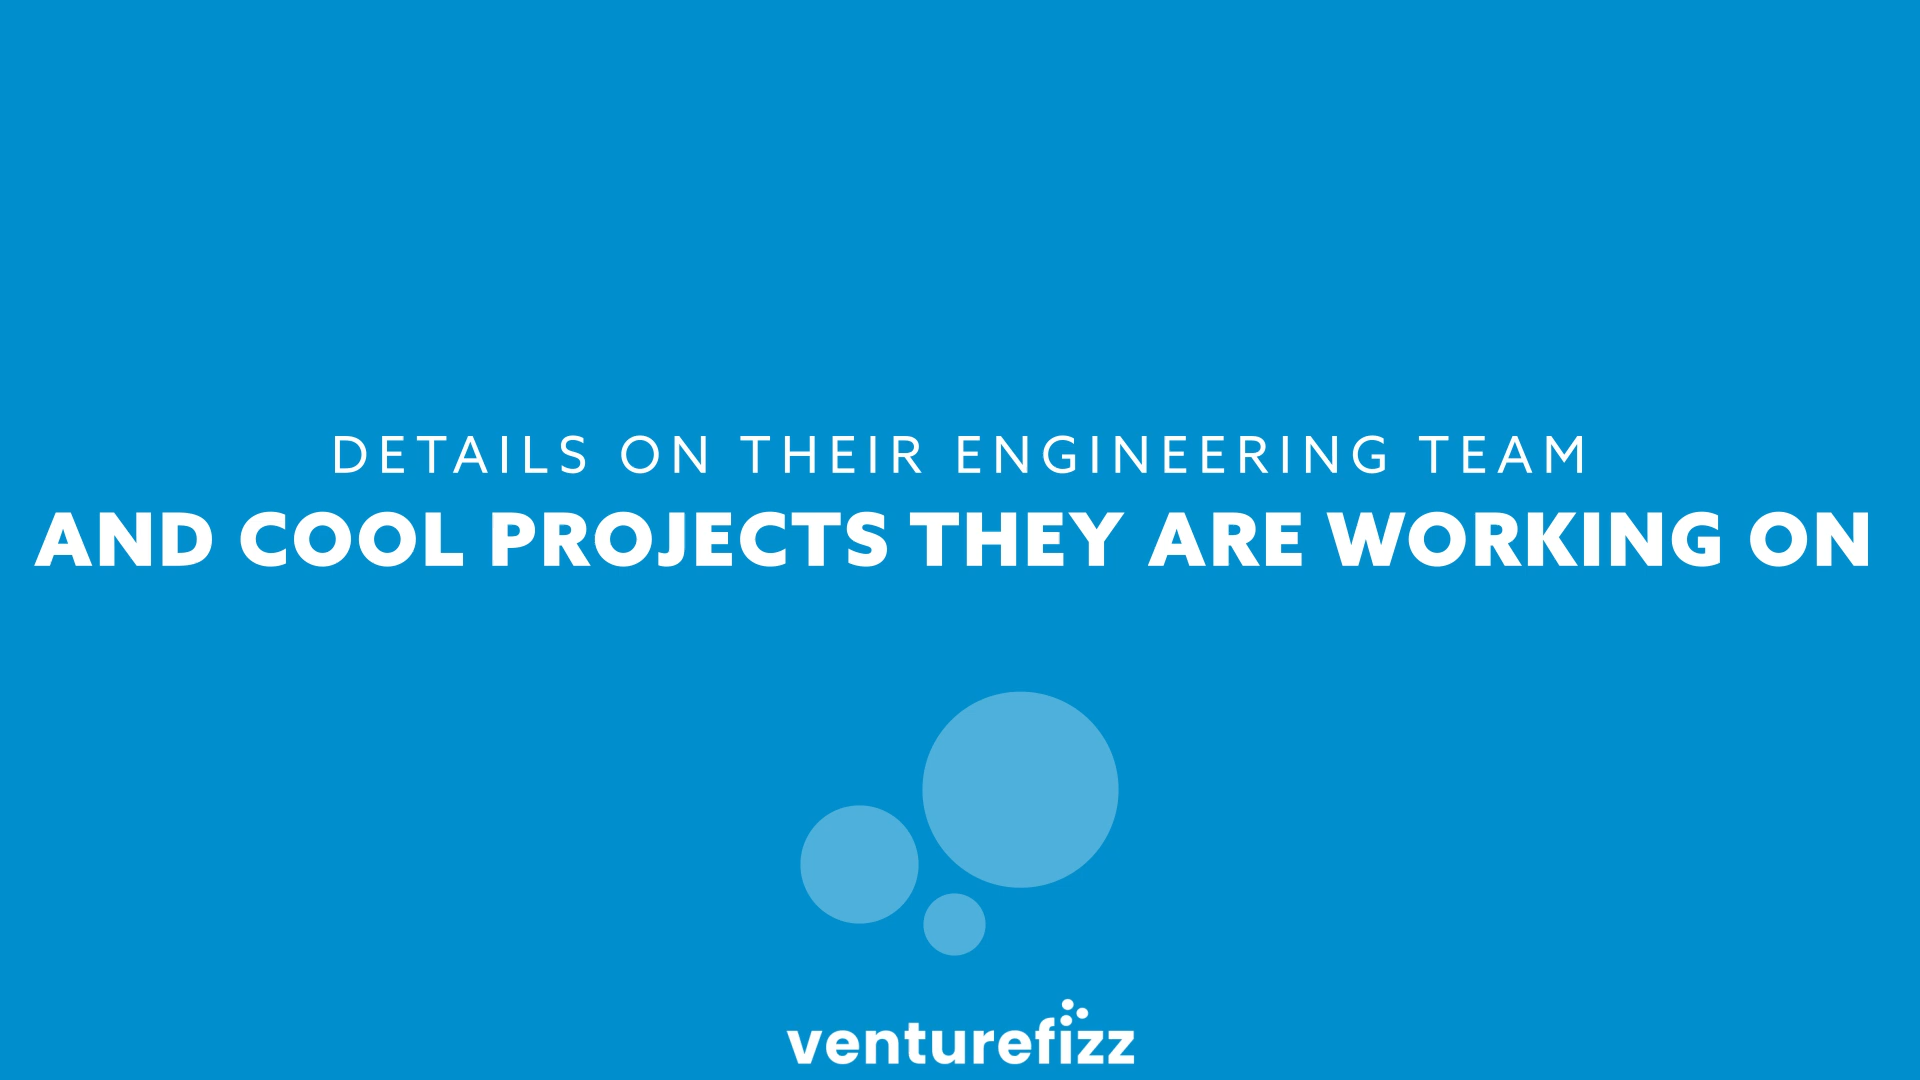 DETAILS ON THEIR ENGINEERING TEAM
AND COOL PROJECTS THEY ARE WORKING ON
venturefizz